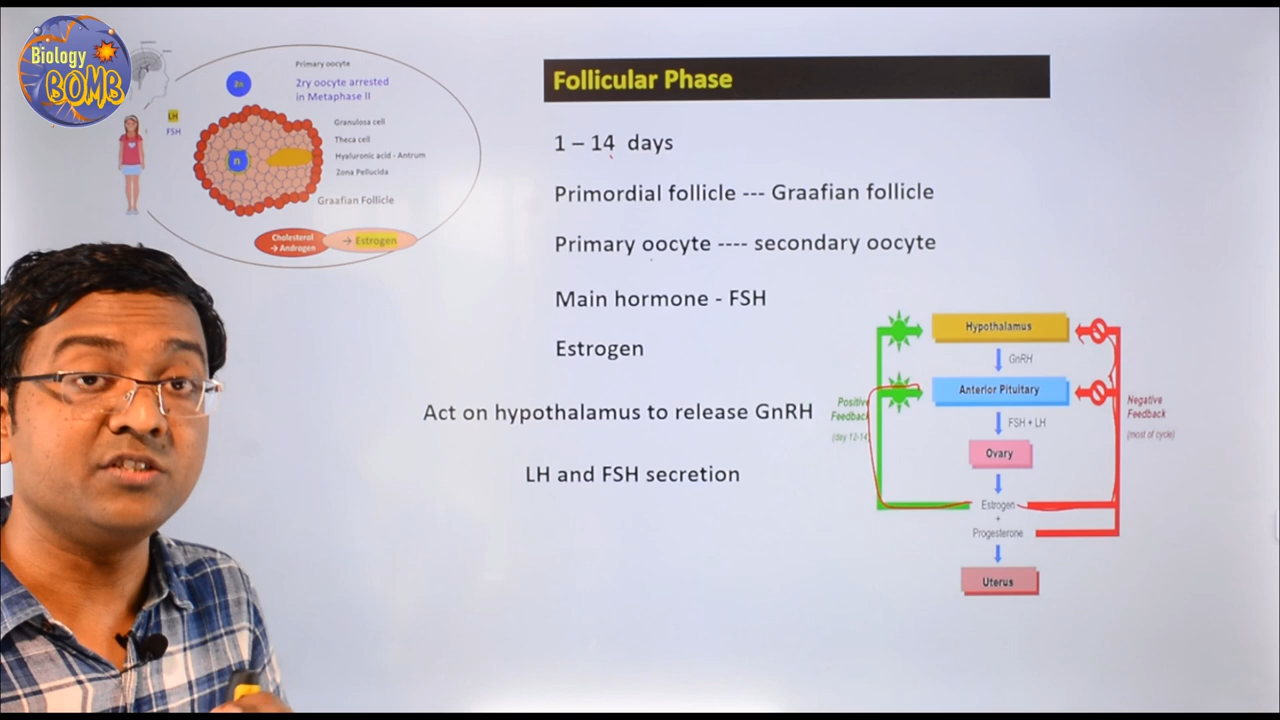 Biology
BOMB
LH
FSH
2n
Primary oocyte
2ry oocyte arrested
in Metaphase II
n
Granulosa cell
Theca cell
Hyaluronic acid - Antrum
Zona Pellucida
Graafian Follicle
Cholesterol
→ Androgen
→ Estrogen
Follicular Phase
1 – 14 days
Primordial follicle --- Graafian follicle
Primary oocyte ---- secondary oocyte
Main hormone - FSH
Estrogen
Act on hypothalamus to release GnRH
LH and FSH secretion
Hypothalamus
GnRH
Anterior Pituitary
Positive
Feedback
(day 12-14)
Negative
Feedback
(most of cycle)
FSH + LH
Ovary
Estrogen
+
Progesterone
Uterus